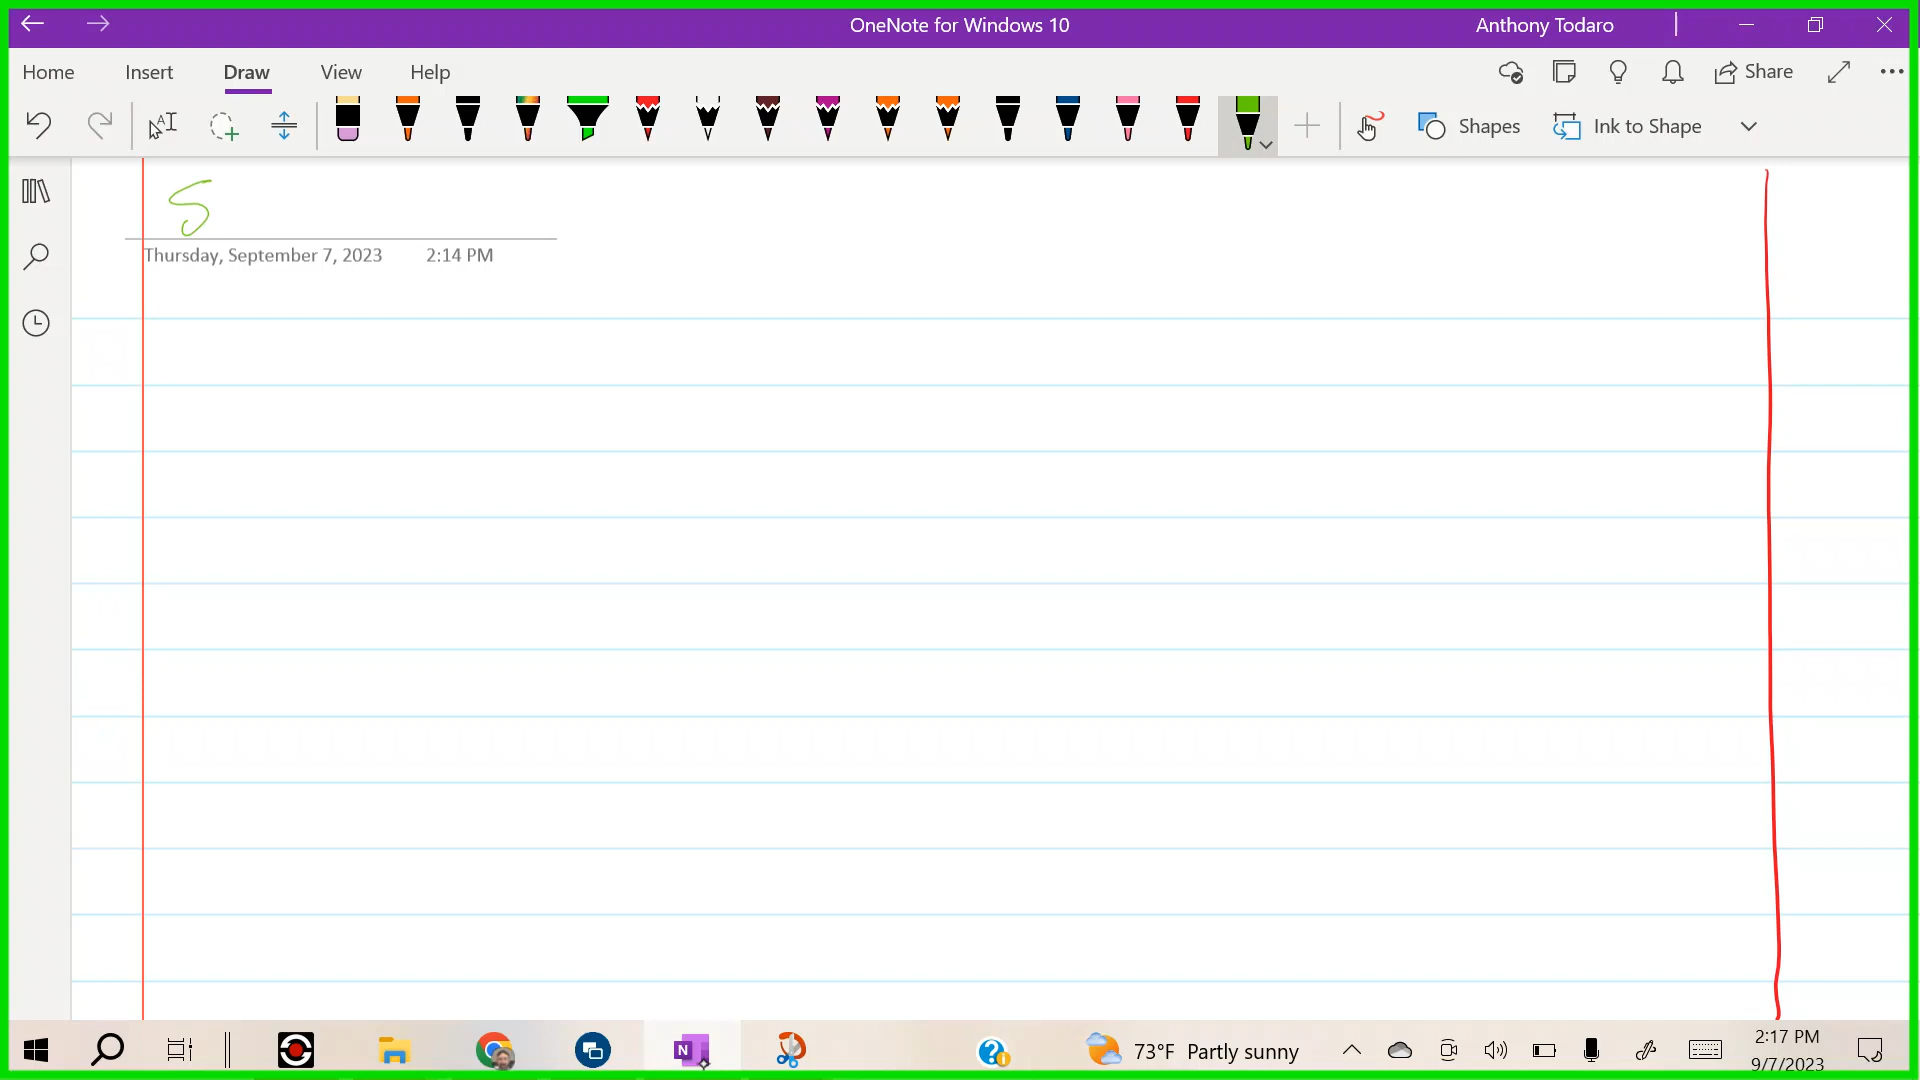 OneNote for Windows 10
Anthony Todaro
Home Insert Draw View Help
Share
Shapes
Ink to Shape
S
Thursday, September 7, 2023 2:14 PM
73°F Partly sunny
2:17 PM
9/7/2023